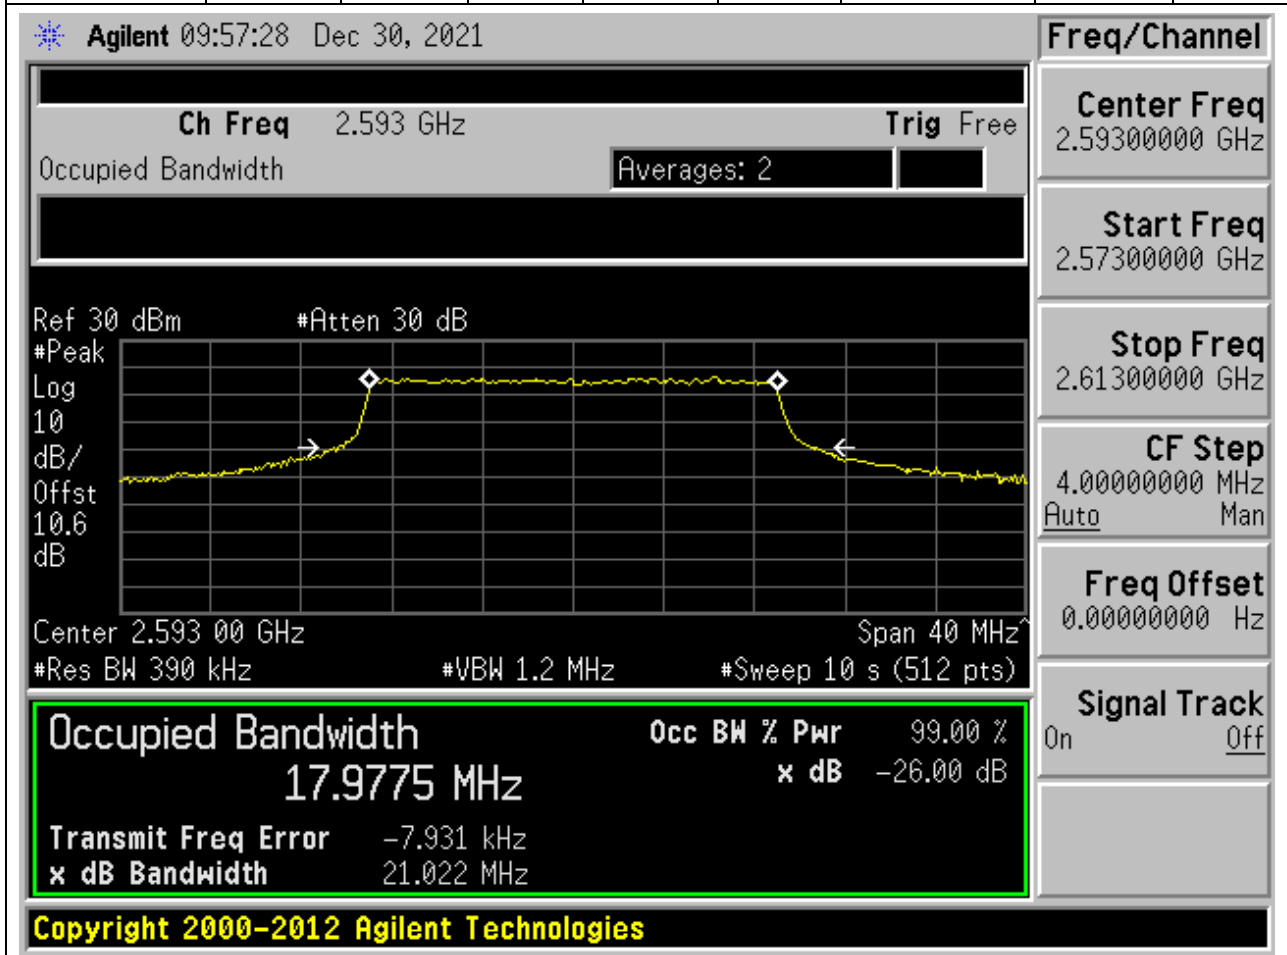 Agilent 09:57:28 Dec 30, 2021
Freq/Channel
Ch Freq 2.593 GHz Trig Free
Occupied Bandwidth Averages: 2
Ref 30 dBm #Atten 30 dB
#Peak
Log
10
dB/
Offst
10.6
dB
Center 2.593 00 GHz Span 40 MHz^
#Res BW 390 kHz #VBW 1.2 MHz #Sweep 10 s (512 pts)
Occupied Bandwidth Occ BW % Pwr 99.00 %
17.9775 MHz x dB -26.00 dB
Transmit Freq Error -7.931 kHz
x dB Bandwidth 21.022 MHz
Copyright 2000-2012 Agilent Technologies
Center Freq
2.59300000 GHz
Start Freq
2.57300000 GHz
Stop Freq
2.61300000 GHz
CF Step
4.00000000 MHz
Auto Man
Freq Offset
0.00000000 Hz
Signal Track
On Off